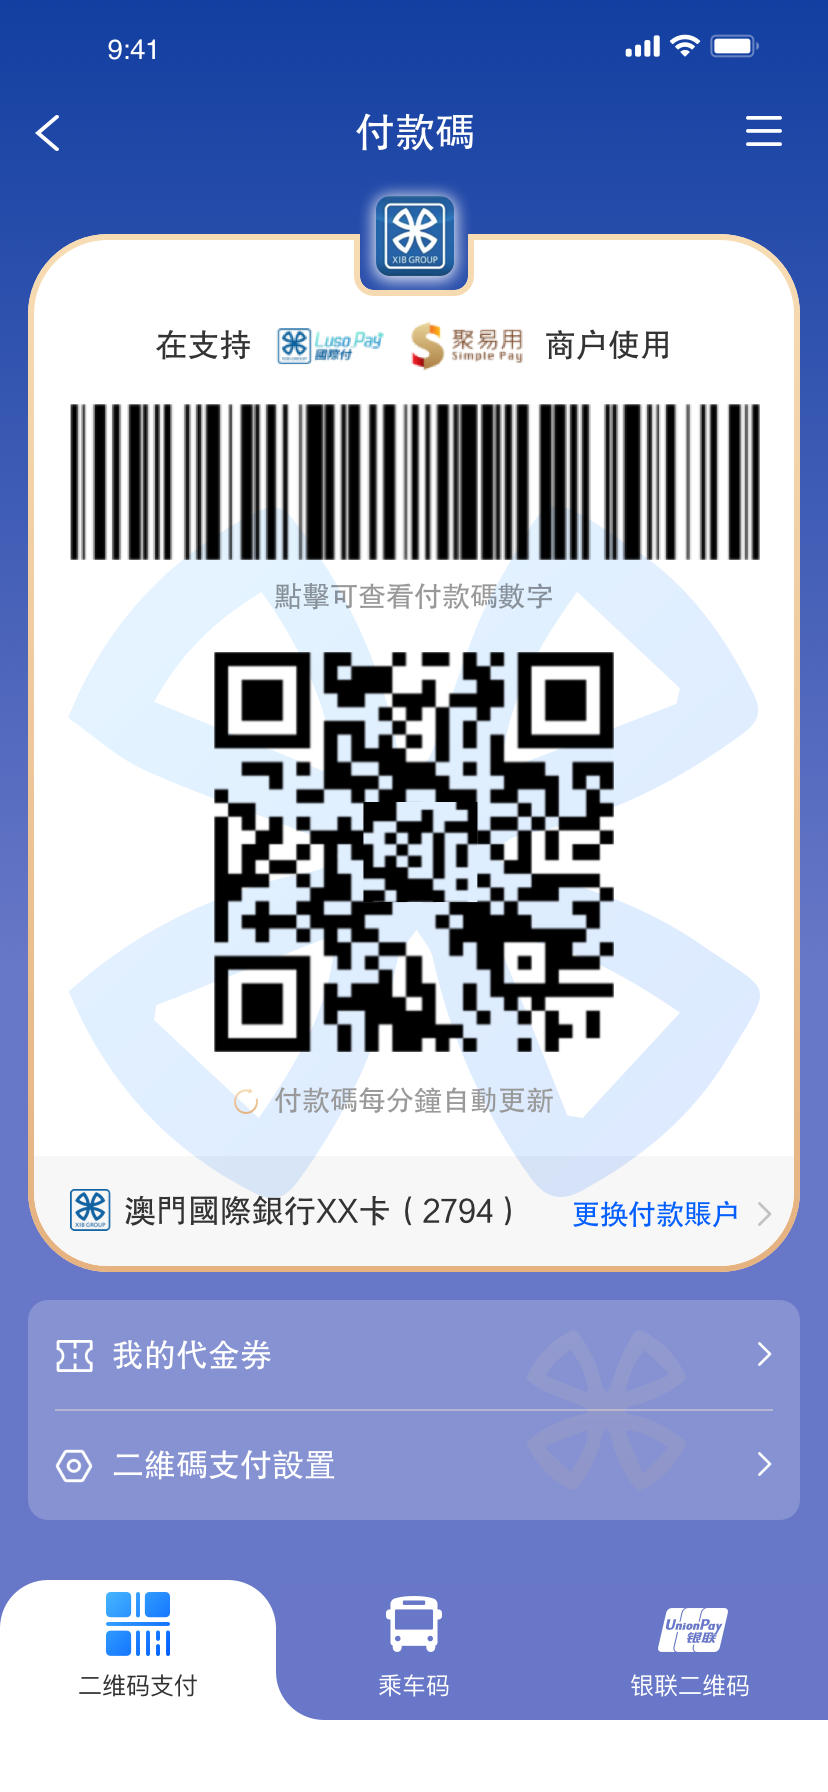 9:41
付款碼
XIB GROUP
在支持 Luso Pay 國際付 聚易用 Simple Pay 商户使用
點擊可查看付款碼數字
付款碼每分鐘自動更新
XIB GROUP 澳門國際銀行XX卡（2794） 更换付款賬户
我的代金券
二維碼支付設置
UnionPay 银联
二维码支付 乘车码 银联二维码